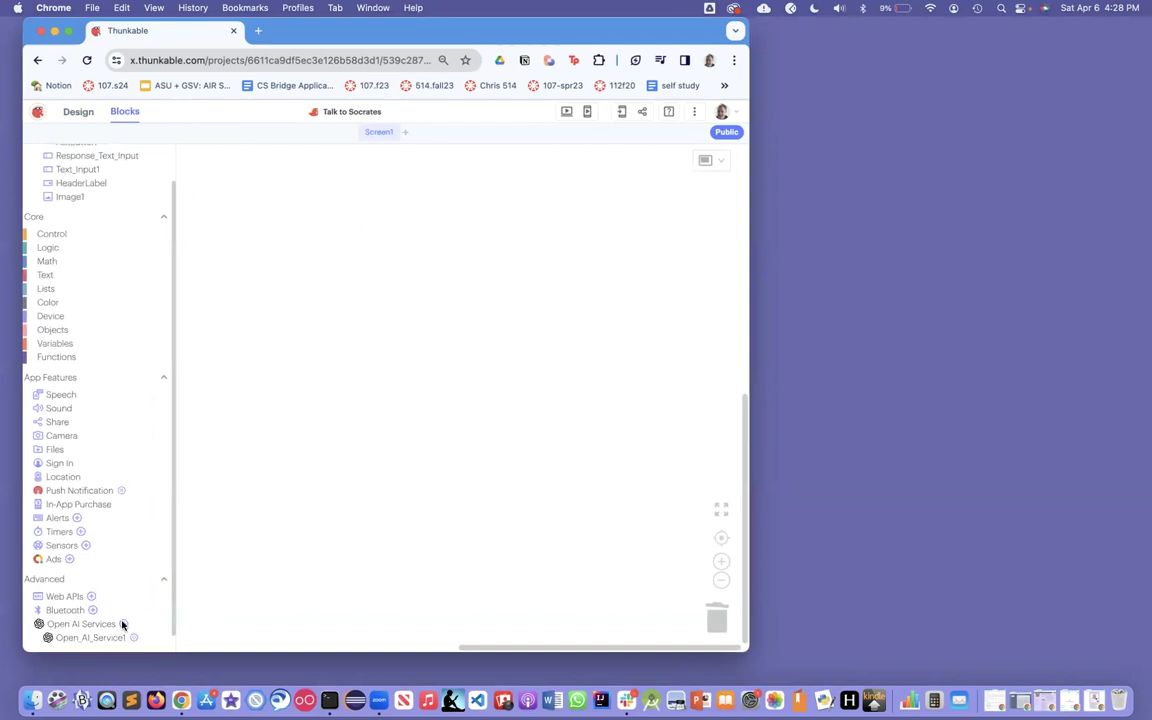 Chrome File Edit View History Bookmarks Profiles Tab Window Help 9% Sat Apr 6 4:28 PM
Thunkable
x.thunkable.com/projects/6611ca9df5ec3e126b58d3d1/539c287...
Notion 107.s24 ASU + GSV: AIR S... CS Bridge Applica... 107.f23 514.fall23 Chris 514 107-spr23 112f20 self study
Design Blocks Talk to Socrates
Screen1 +
Public
Response_Text_Input
Text_Input1
HeaderLabel
Image1
Core
Control
Logic
Math
Text
Lists
Color
Device
Objects
Variables
Functions
App Features
Speech
Sound
Share
Camera
Files
Sign In
Location
Push Notification
In-App Purchase
Alerts
Timers
Sensors
Ads
Advanced
Web APIs
Bluetooth
Open AI Services
Open_AI_Service1